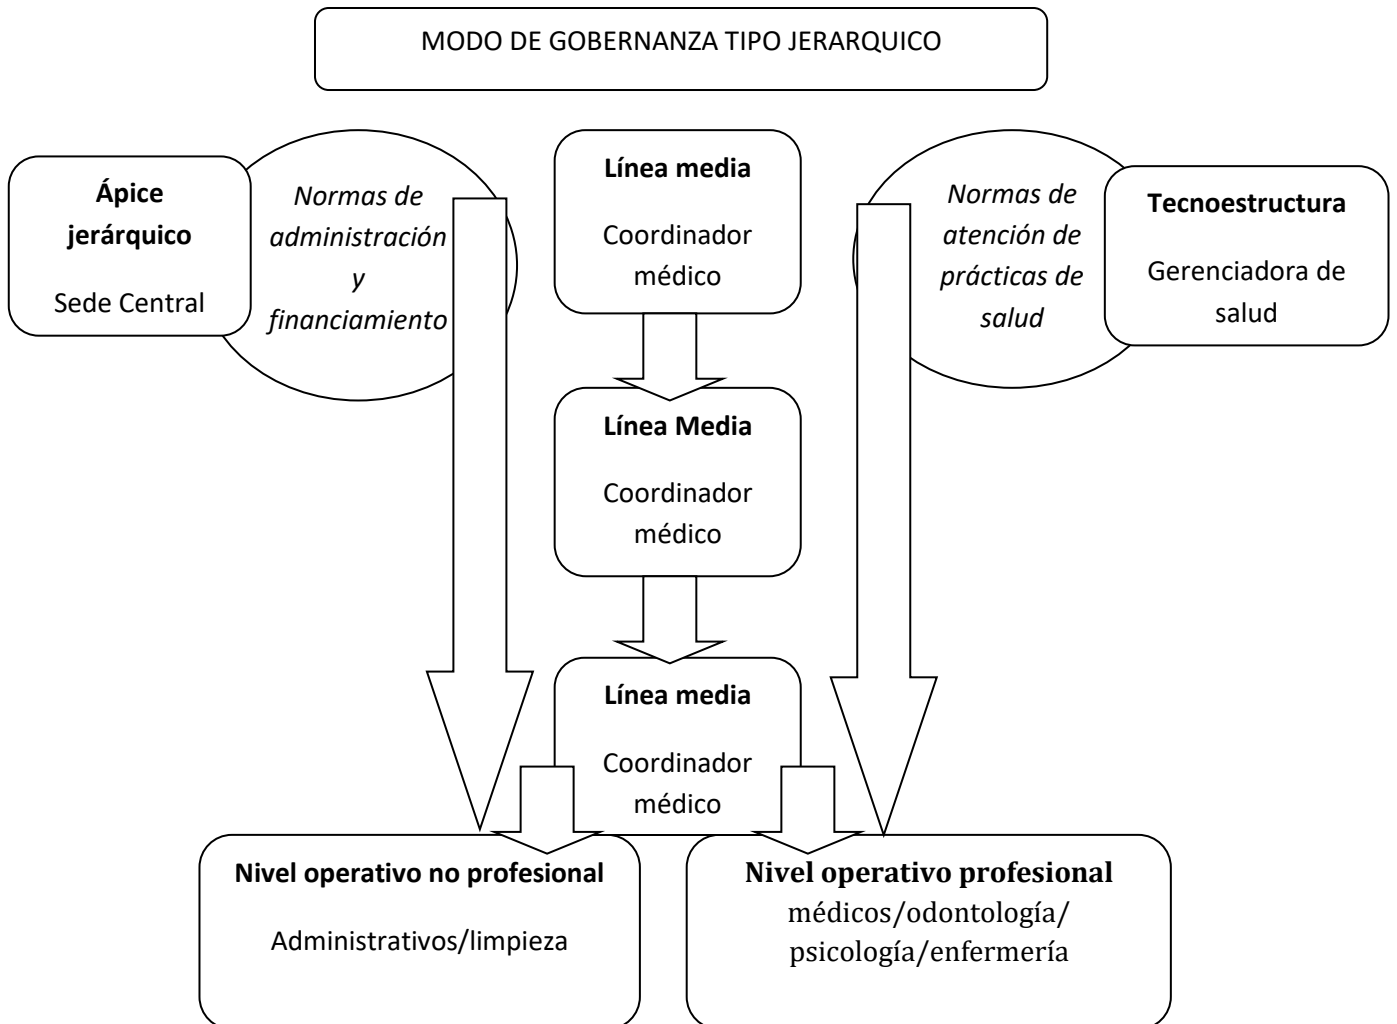 MODO DE GOBERNANZA TIPO JERARQUICO
Ápice
jerárquico
Sede Central
Normas de
administración
y
financiamiento
Línea media
Coordinador
médico
Normas de
atención de
prácticas de
salud
Tecnoestructura
Gerenciadora de
salud
Línea Media
Coordinador
médico
Línea media
Coordinador
médico
Nivel operativo no profesional
Administrativos/limpieza
Nivel operativo profesional
médicos/odontología/
psicología/enfermería